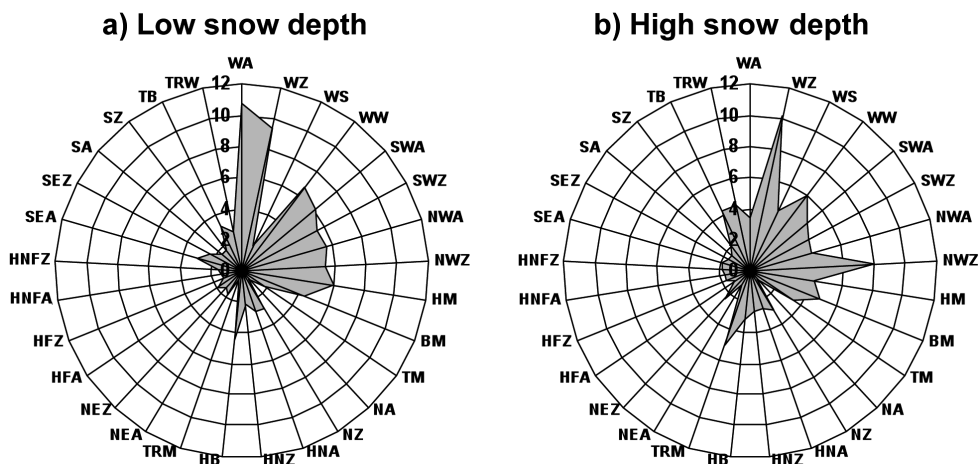 a) Low snow depth
WA
WZ
WS
WW
SWA
SWZ
NWA
NWZ
HM
BM
TM
NA
NZ
HNA
HNZ
HB
TRM
NEA
NEZ
HFA
HFZ
HNFA
HNFZ
SEA
SEZ
SA
SZ
TB
TRW
12
10
8
6
4
2
0
b) High snow depth
WA
WZ
WS
WW
SWA
SWZ
NWA
NWZ
HM
BM
TM
NA
NZ
HNA
HNZ
HB
TRM
NEA
NEZ
HFA
HFZ
HNFA
HNFZ
SEA
SEZ
SA
SZ
TB
TRW
12
10
8
6
4
2
0